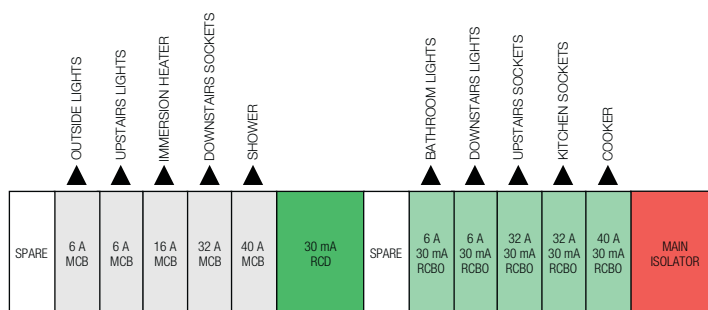 OUTSIDE LIGHTS
UPSTAIRS LIGHTS
IMMERSION HEATER
DOWNSTAIRS SOCKETS
SHOWER
BATHROOM LIGHTS
DOWNSTAIRS LIGHTS
UPSTAIRS SOCKETS
KITCHEN SOCKETS
COOKER
SPARE
6 A
MCB
6 A
MCB
16 A
MCB
32 A
MCB
40 A
MCB
30 mA
RCD
SPARE
6 A
30 mA
RCBO
6 A
30 mA
RCBO
32 A
30 mA
RCBO
32 A
30 mA
RCBO
40 A
30 mA
RCBO
MAIN
ISOLATOR